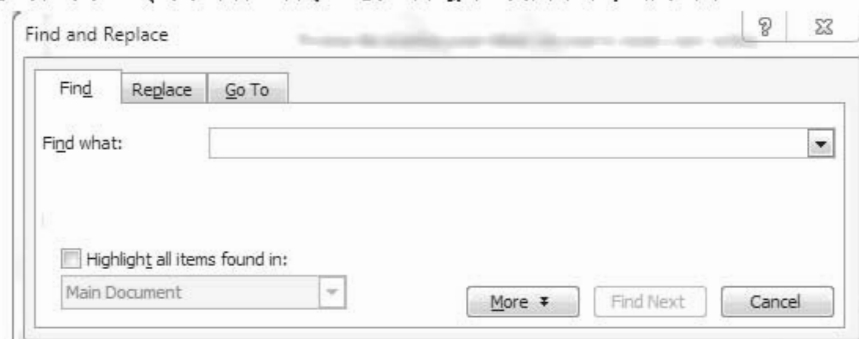 Find and Replace
Find Replace Go To
Find what:
Highlight all items found in:
Main Document
More Find Next Cancel